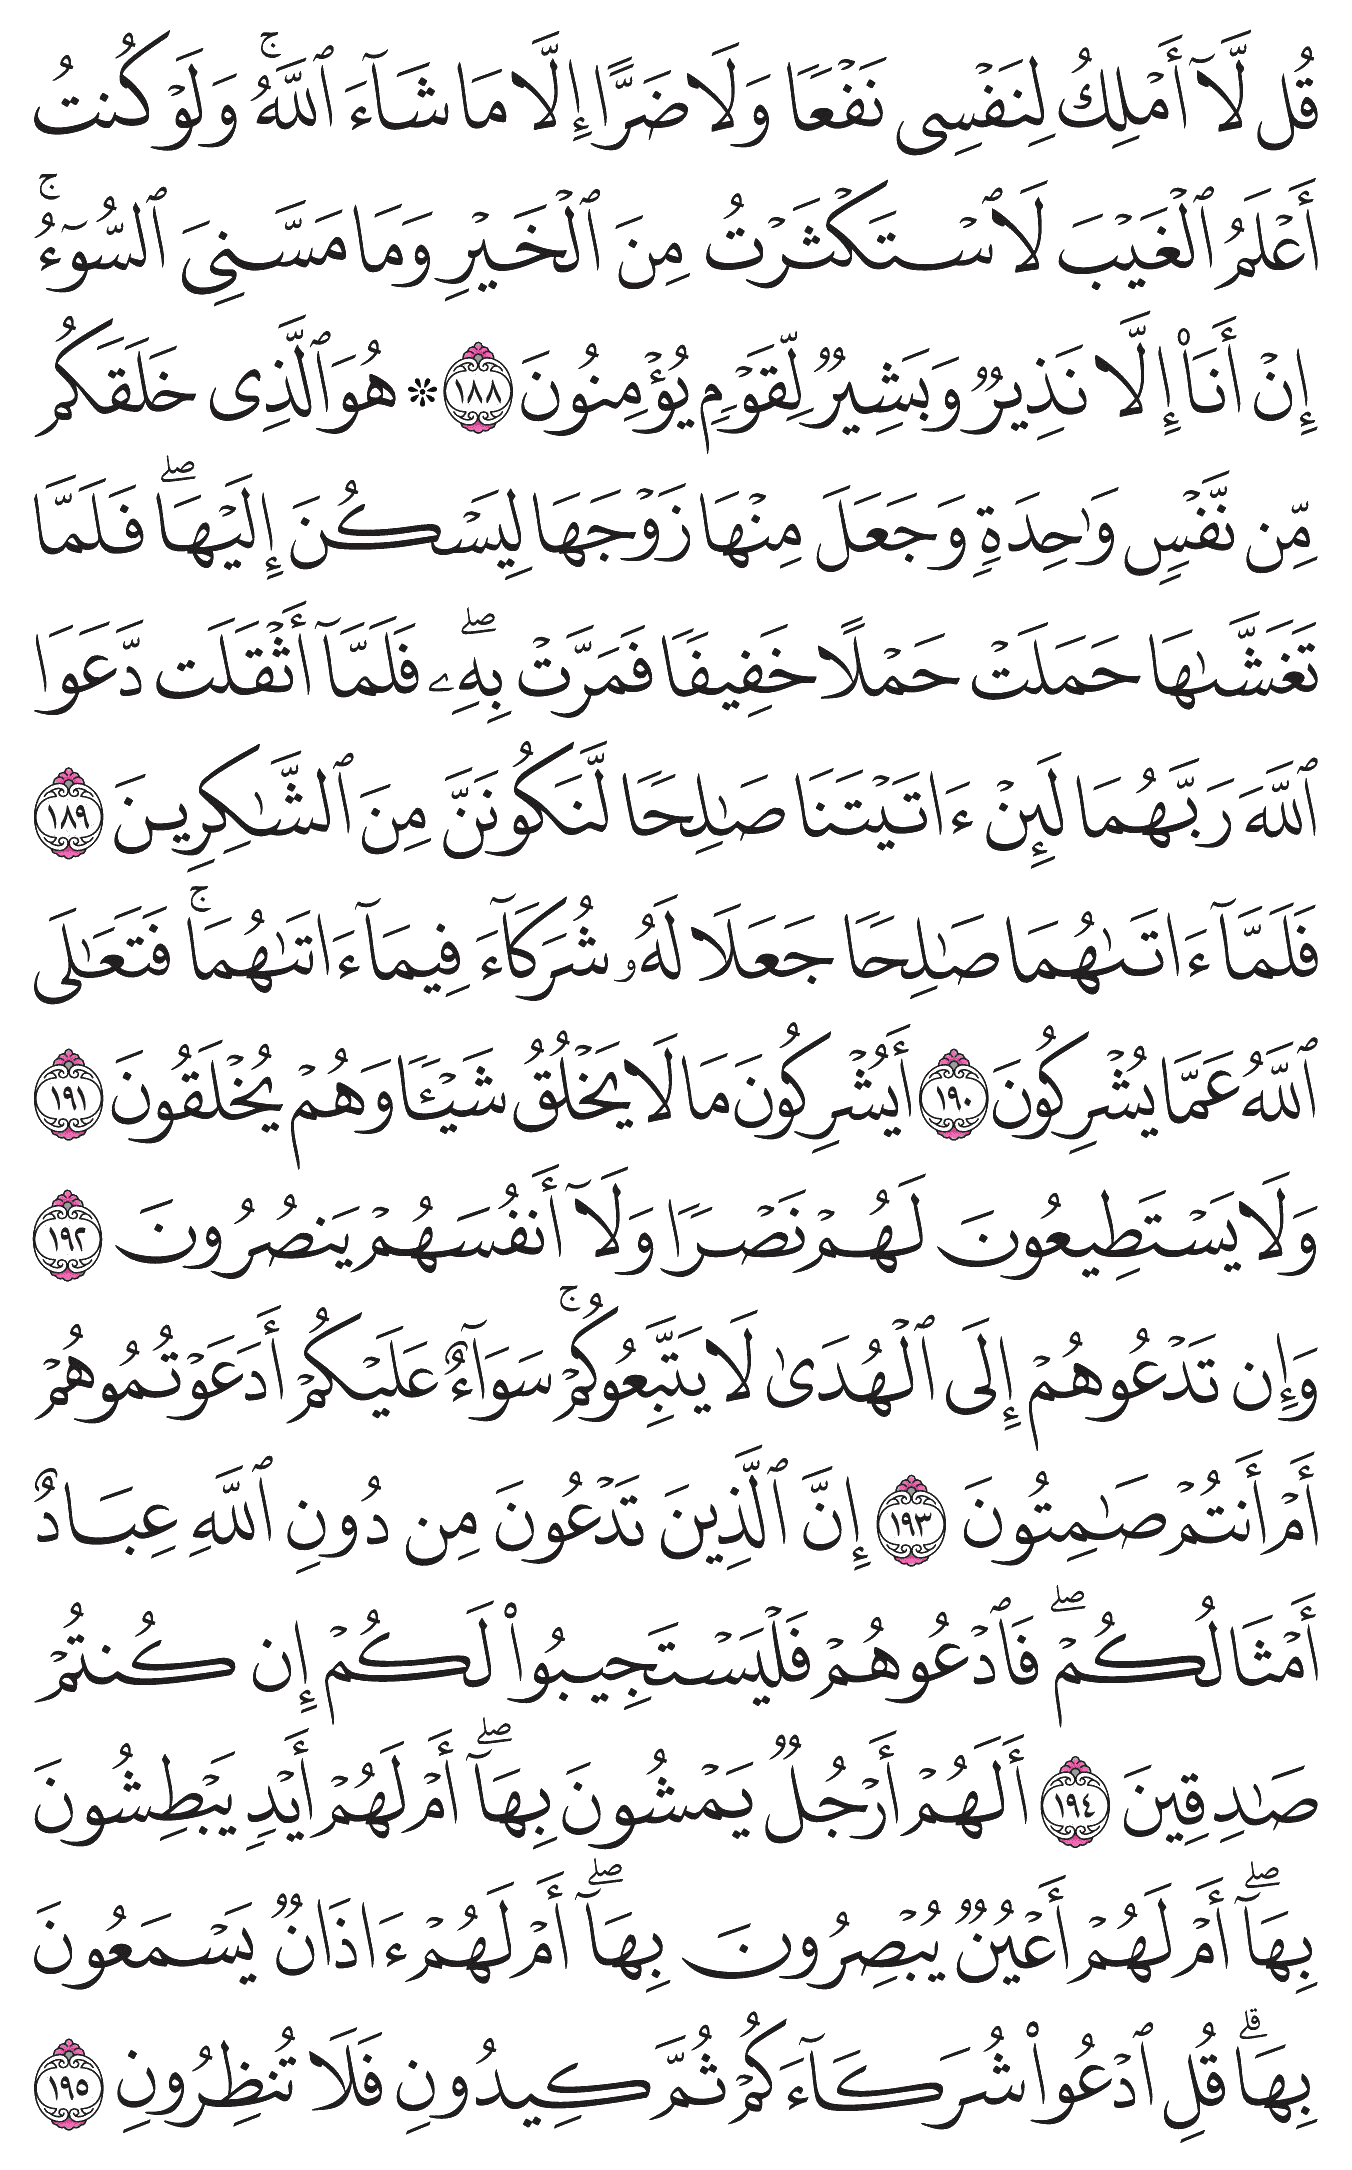 قُل لَّآ أَمۡلِكُ لِنَفۡسِي نَفۡعٗا وَلَا ضَرًّا إِلَّا مَا شَآءَ ٱللَّهُۚ وَلَوۡ كُنتُ
أَعۡلَمُ ٱلۡغَيۡبَ لَٱسۡتَكۡثَرۡتُ مِنَ ٱلۡخَيۡرِ وَمَا مَسَّنِيَ ٱلسُّوٓءُۚ
إِنۡ أَنَا۠ إِلَّا نَذِيرٞ وَبَشِيرٞ لِّقَوۡمٖ يُؤۡمِنُونَ ١٨٨ ۞ هُوَ ٱلَّذِي خَلَقَكُم
مِّن نَّفۡسٖ وَٰحِدَةٖ وَجَعَلَ مِنۡهَا زَوۡجَهَا لِيَسۡكُنَ إِلَيۡهَاۖ فَلَمَّا
تَغَشَّىٰهَا حَمَلَتۡ حَمۡلًا خَفِيفٗا فَمَرَّتۡ بِهِۦۖ فَلَمَّآ أَثۡقَلَت دَّعَوَا
ٱللَّهَ رَبَّهُمَا لَئِنۡ ءَاتَيۡتَنَا صَٰلِحٗا لَّنَكُونَنَّ مِنَ ٱلشَّٰكِرِينَ ١٨٩
فَلَمَّآ ءَاتَىٰهُمَا صَٰلِحٗا جَعَلَا لَهُۥ شُرَكَآءَ فِيمَآ ءَاتَىٰهُمَاۚ فَتَعَٰلَى
ٱللَّهُ عَمَّا يُشۡرِكُونَ ١٩٠ أَيُشۡرِكُونَ مَا لَا يَخۡلُقُ شَيۡـٔٗا وَهُمۡ يُخۡلَقُونَ ١٩١
وَلَا يَسۡتَطِيعُونَ لَهُمۡ نَصۡرٗا وَلَآ أَنفُسَهُمۡ يَنصُرُونَ ١٩٢
وَإِن تَدۡعُوهُمۡ إِلَى ٱلۡهُدَىٰ لَا يَتَّبِعُوكُمۡۚ سَوَآءٌ عَلَيۡكُمۡ أَدَعَوۡتُمُوهُمۡ
أَمۡ أَنتُمۡ صَٰمِتُونَ ١٩٣ إِنَّ ٱلَّذِينَ تَدۡعُونَ مِن دُونِ ٱللَّهِ عِبَادٌ
أَمۡثَالُكُمۡۖ فَٱدۡعُوهُمۡ فَلۡيَسۡتَجِيبُواْ لَكُمۡ إِن كُنتُمۡ
صَٰدِقِينَ ١٩٤ أَلَهُمۡ أَرۡجُلٞ يَمۡشُونَ بِهَآۖ أَمۡ لَهُمۡ أَيۡدٖ يَبۡطِشُونَ
بِهَآۖ أَمۡ لَهُمۡ أَعۡيُنٞ يُبۡصِرُونَ بِهَآۖ أَمۡ لَهُمۡ ءَاذَانٞ يَسۡمَعُونَ
بِهَاۗ قُلِ ٱدۡعُواْ شُرَكَآءَكُمۡ ثُمَّ كِيدُونِ فَلَا تُنظِرُونِ ١٩٥